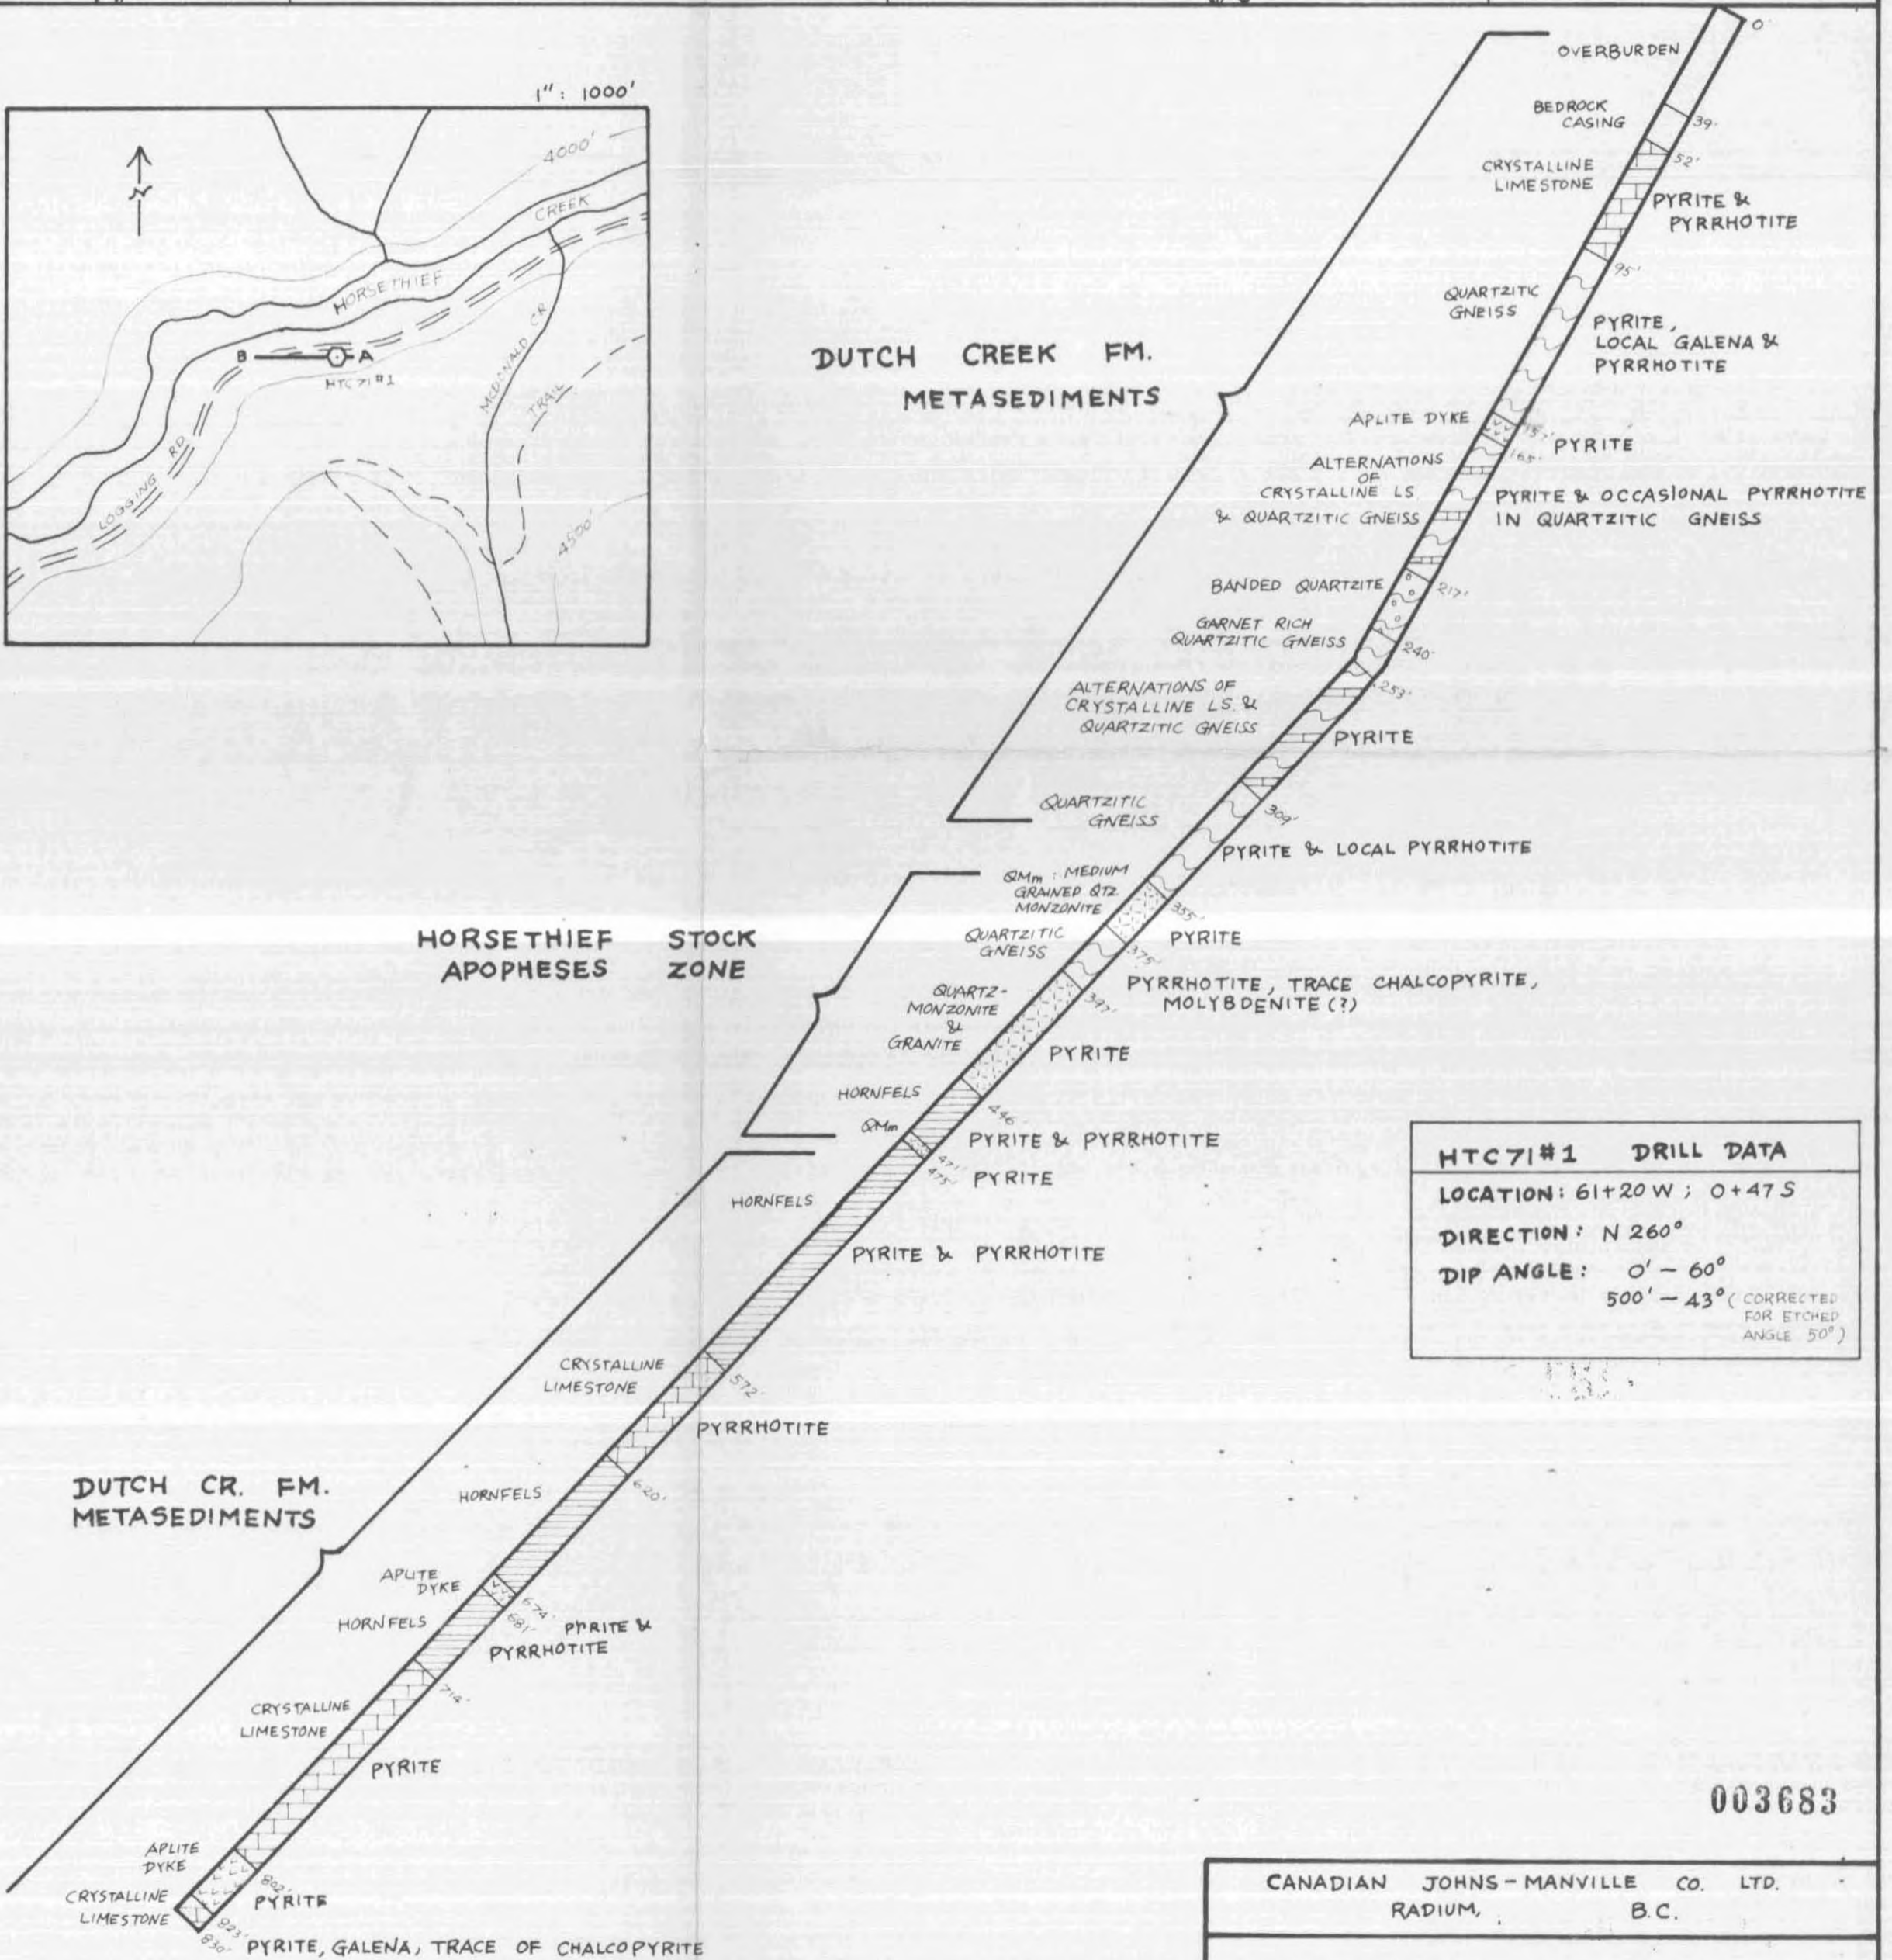 1": 1000'
N
4000'
CREEK
HORSETHIEF
B
A
HTC 71 #1
MCDONALD CR
TRAIL
LOGGING RD
4500'
0'
OVERBURDEN
BEDROCK
CASING
39'
52'
CRYSTALLINE
LIMESTONE
PYRITE &
PYRRHOTITE
95'
QUARTZITIC
GNEISS
PYRITE,
LOCAL GALENA &
PYRRHOTITE
DUTCH CREEK FM.
METASEDIMENTS
APLITE DYKE
157'
PYRITE
165'
ALTERNATIONS
OF
CRYSTALLINE LS
& QUARTZITIC GNEISS
PYRITE & OCCASIONAL PYRRHOTITE
IN QUARTZITIC GNEISS
BANDED QUARTZITE
217'
GARNET RICH
QUARTZITIC GNEISS
240'
253'
ALTERNATIONS OF
CRYSTALLINE LS. &
QUARTZITIC GNEISS
PYRITE
QUARTZITIC
GNEISS
309'
PYRITE & LOCAL PYRRHOTITE
QMm : MEDIUM
GRAINED QTZ.
MONZONITE
355'
PYRITE
HORSETHIEF STOCK
APOPHESES ZONE
QUARTZITIC
GNEISS
375'
PYRRHOTITE, TRACE CHALCOPYRITE,
MOLYBDENITE (?)
397'
QUARTZ-
MONZONITE
&
GRANITE
PYRITE
HORNFELS
446'
PYRITE & PYRRHOTITE
QMm
471'
475'
PYRITE
HORNFELS
PYRITE & PYRRHOTITE
HTC 71 #1 DRILL DATA
LOCATION: 61+20 W ; 0+47 S
DIRECTION: N 260°
DIP ANGLE: 0' - 60°
500' - 43° ( CORRECTED
FOR ETCHED
ANGLE 50°)
CRYSTALLINE
LIMESTONE
572'
PYRRHOTITE
DUTCH CR. FM.
METASEDIMENTS
HORNFELS
620'
APLITE
DYKE
674'
681'
HORNFELS
PYRITE &
PYRRHOTITE
714'
CRYSTALLINE
LIMESTONE
PYRITE
APLITE
DYKE
802'
PYRITE
CRYSTALLINE
LIMESTONE
823'
830'
PYRITE, GALENA, TRACE OF CHALCOPYRITE
003683
CANADIAN JOHNS-MANVILLE CO. LTD.
RADIUM, B.C.